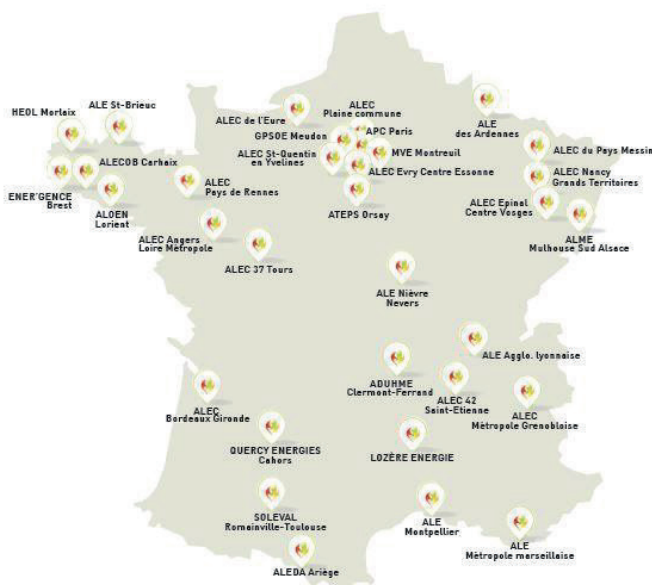 HEOL Morlaix
ALE St-Brieuc
ALECOB Carhaix
ENER'GENCE
Brest
ALOEN
Lorient
ALEC
Pays de Rennes
ALEC Angers
Loire Métropole
ALEC 37 Tours
ALEC de l'Eure
ALEC
Plaine commune
GPSOE Meudon
APC Paris
ALEC St-Quentin
en Yvelines
MVE Montreuil
ALEC Evry Centre Essonne
ATEPS Orsay
ALE
des Ardennes
ALEC du Pays Messin
ALEC Nancy
Grands Territoires
ALEC Epinal
Centre Vosges
ALME
Mulhouse Sud Alsace
ALE Nièvre
Nevers
ALE Agglo. lyonnaise
ADUHME
Clermont-Ferrand
ALEC 42
Saint-Etienne
ALEC
Métropole Grenobloise
ALEC
Bordeaux Gironde
QUERCY ENERGIES
Cahors
LOZÈRE ENERGIE
SOLEVAL
Romainville-Toulouse
ALE
Montpellier
ALE
Métropole marseillaise
ALEDA Ariège